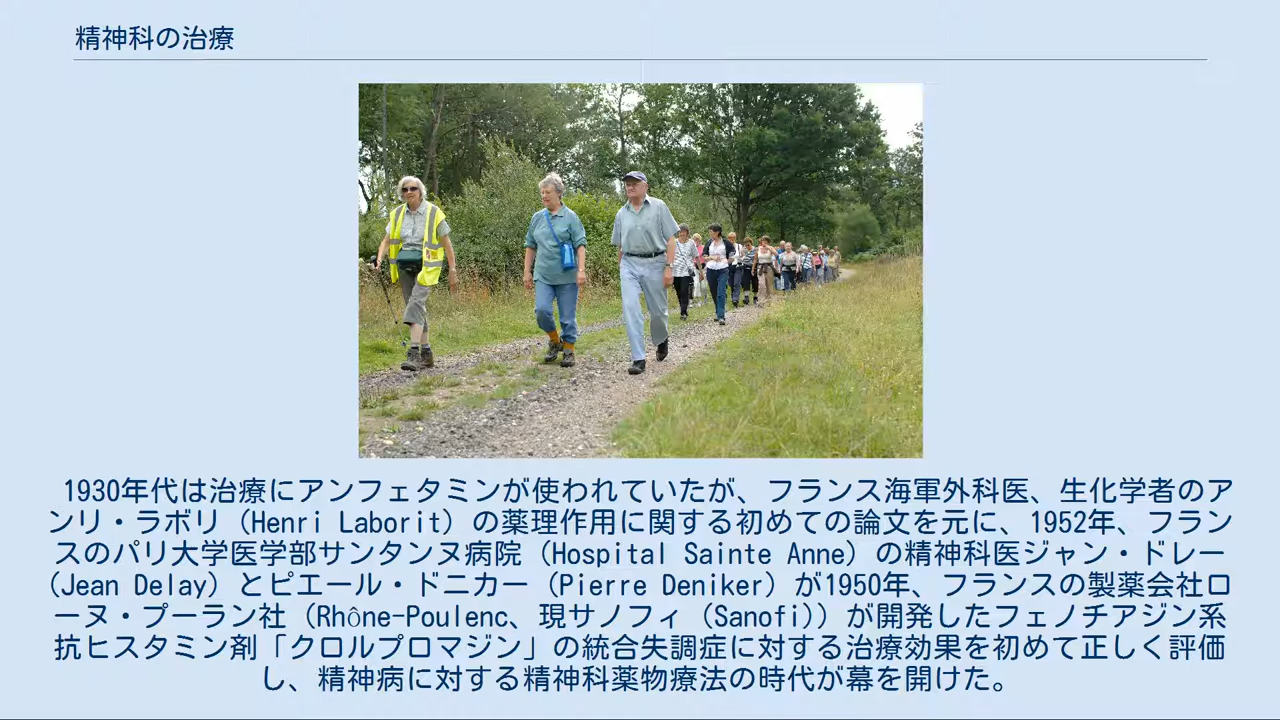 精神科の治療
1930年代は治療にアンフェタミンが使われていたが、フランス海軍外科医、生化学者のア
ンリ・ラボリ（Henri Laborit）の薬理作用に関する初めての論文を元に、1952年、フラン
スのパリ大学医学部サンタンヌ病院（Hospital Sainte Anne）の精神科医ジャン・ドレー
（Jean Delay）とピエール・ドニカー（Pierre Deniker）が1950年、フランスの製薬会社ロ
ーヌ・プーラン社（Rhône-Poulenc、現サノフィ（Sanofi））が開発したフェノチアジン系
抗ヒスタミン剤「クロルプロマジン」の統合失調症に対する治療効果を初めて正しく評価
し、精神病に対する精神科薬物療法の時代が幕を開けた。